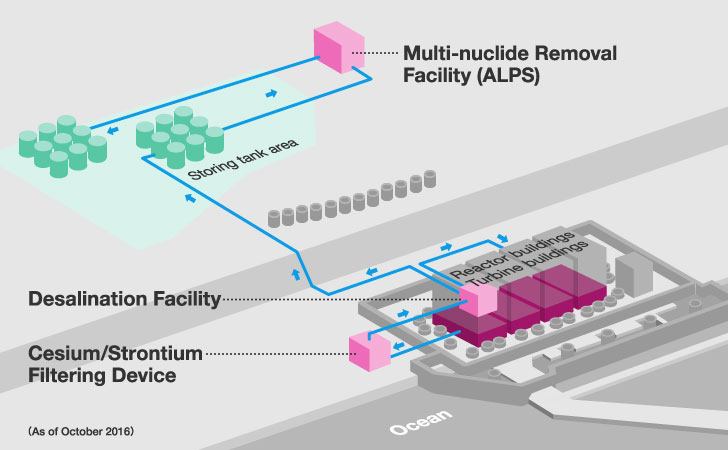 Multi-nuclide Removal
Facility (ALPS)
Storing tank area
Reactor buildings
Turbine buildings
Desalination Facility
Cesium/Strontium
Filtering Device
Ocean
(As of October 2016)